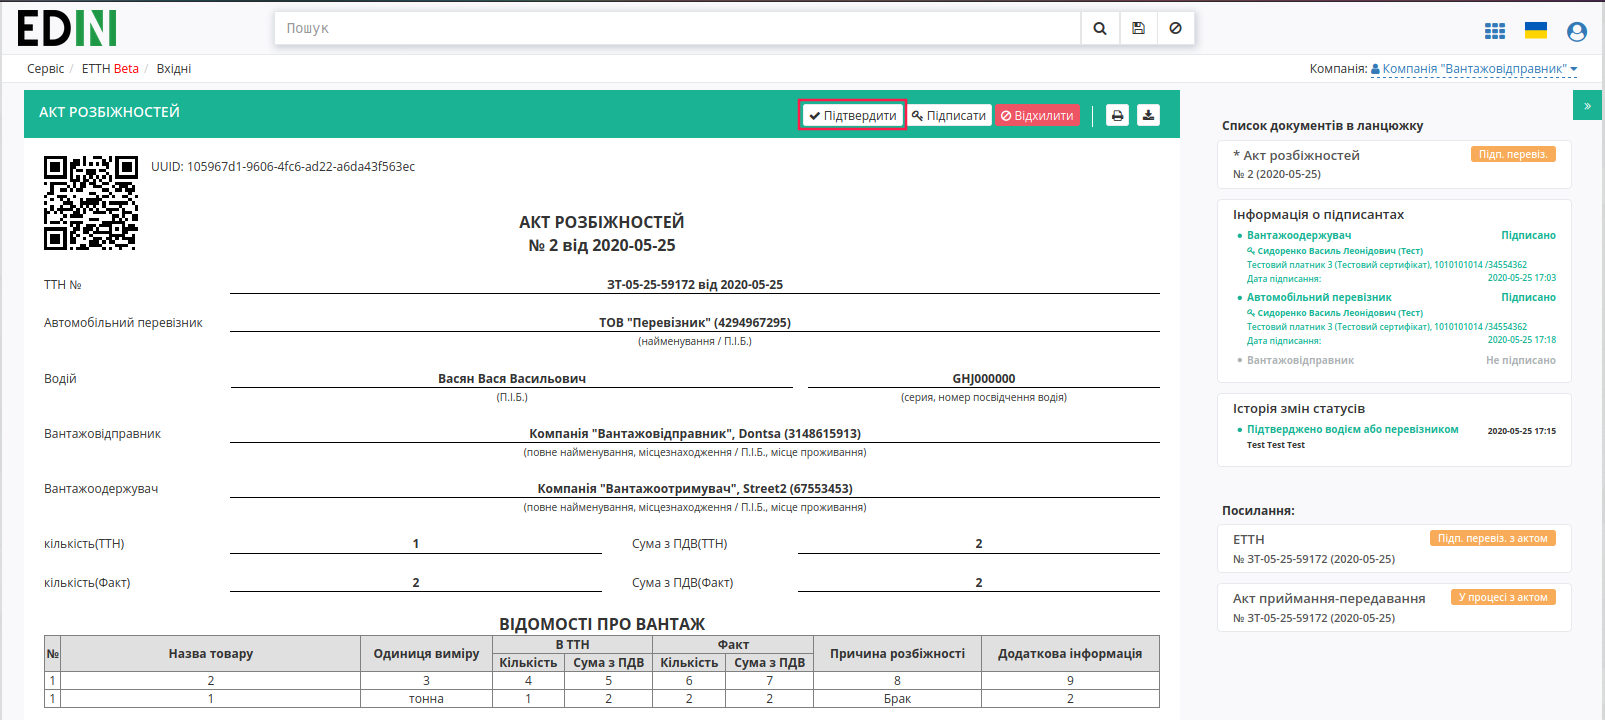 EDIN
Пошук
Сервіс / ЕТТН Beta / Вхідні
Компанія: Компанія "Вантажовідправник"
АКТ РОЗБІЖНОСТЕЙ
Підтвердити Підписати Відхилити
»
UUID: 105967d1-9606-4fc6-ad22-a6da43f563ec
АКТ РОЗБІЖНОСТЕЙ
№ 2 від 2020-05-25
ТТН №
ЗТ-05-25-59172 від 2020-05-25
Автомобільний перевізник
ТОВ "Перевізник" (4294967295)
(найменування / П.І.Б.)
Водій
Васян Вася Васильович
GHJ000000
(П.І.Б.)
(серия, номер посвідчення водія)
Вантажовідправник
Компанія "Вантажовідправник", Dontsa (3148615913)
(повне найменування, місцезнаходження / П.І.Б., місце проживання)
Вантажоодержувач
Компанія "Вантажоотримувач", Street2 (67553453)
(повне найменування, місцезнаходження / П.І.Б., місце проживання)
кількість(ТТН) 1 Сума з ПДВ(ТТН) 2
кількість(Факт) 2 Сума з ПДВ(Факт) 2
ВІДОМОСТІ ПРО ВАНТАЖ
№ Назва товару Одиниця виміру В ТТН Факт Причина розбіжності Додаткова інформація
Кількість Сума з ПДВ Кількість Сума з ПДВ
1 2 3 4 5 6 7 8 9
1 1 тонна 1 2 2 2 Брак 2
Список документів в ланцюжку
* Акт розбіжностей Підп. перевіз.
№ 2 (2020-05-25)
Інформація о підписантах
Вантажоодержувач Підписано
Сидоренко Василь Леонідович (Тест)
Тестовий платник 3 (Тестовий сертифікат), 1010101014 /34554362
Дата підписання: 2020-05-25 17:03
Автомобільний перевізник Підписано
Сидоренко Василь Леонідович (Тест)
Тестовий платник 3 (Тестовий сертифікат), 1010101014 /34554362
Дата підписання: 2020-05-25 17:18
Вантажовідправник Не підписано
Історія змін статусів
Підтверджено водієм або перевізником 2020-05-25 17:15
Test Test Test
Посилання:
ЕТТН Підп. перевіз. з актом
№ ЗТ-05-25-59172 (2020-05-25)
Акт приймання-передавання У процесі з актом
№ ЗТ-05-25-59172 (2020-05-25)